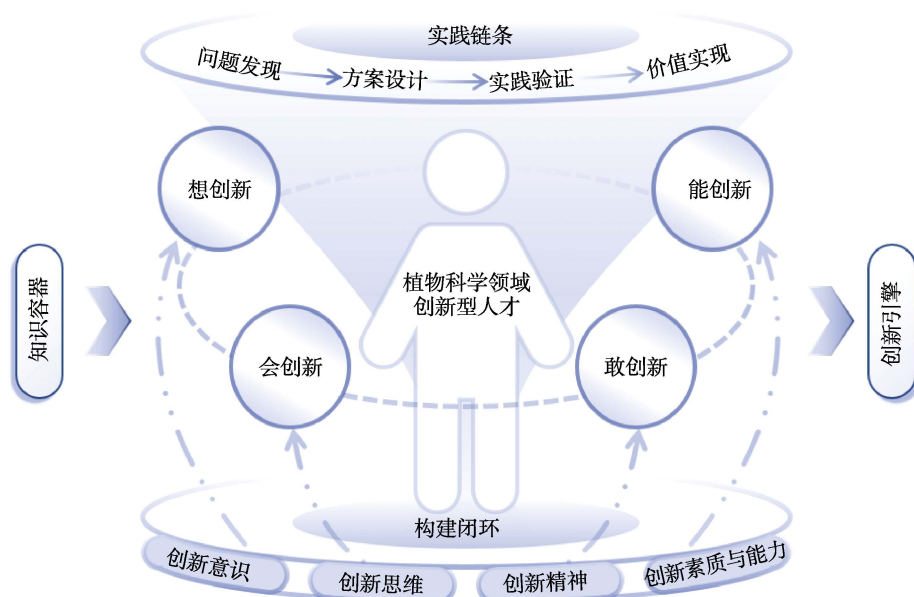 实践链条
问题发现
方案设计
实践验证
价值实现
想创新
能创新
知识容器
植物科学领域
创新型人才
创新引擎
会创新
敢创新
构建闭环
创新意识
创新思维
创新精神
创新素质与能力